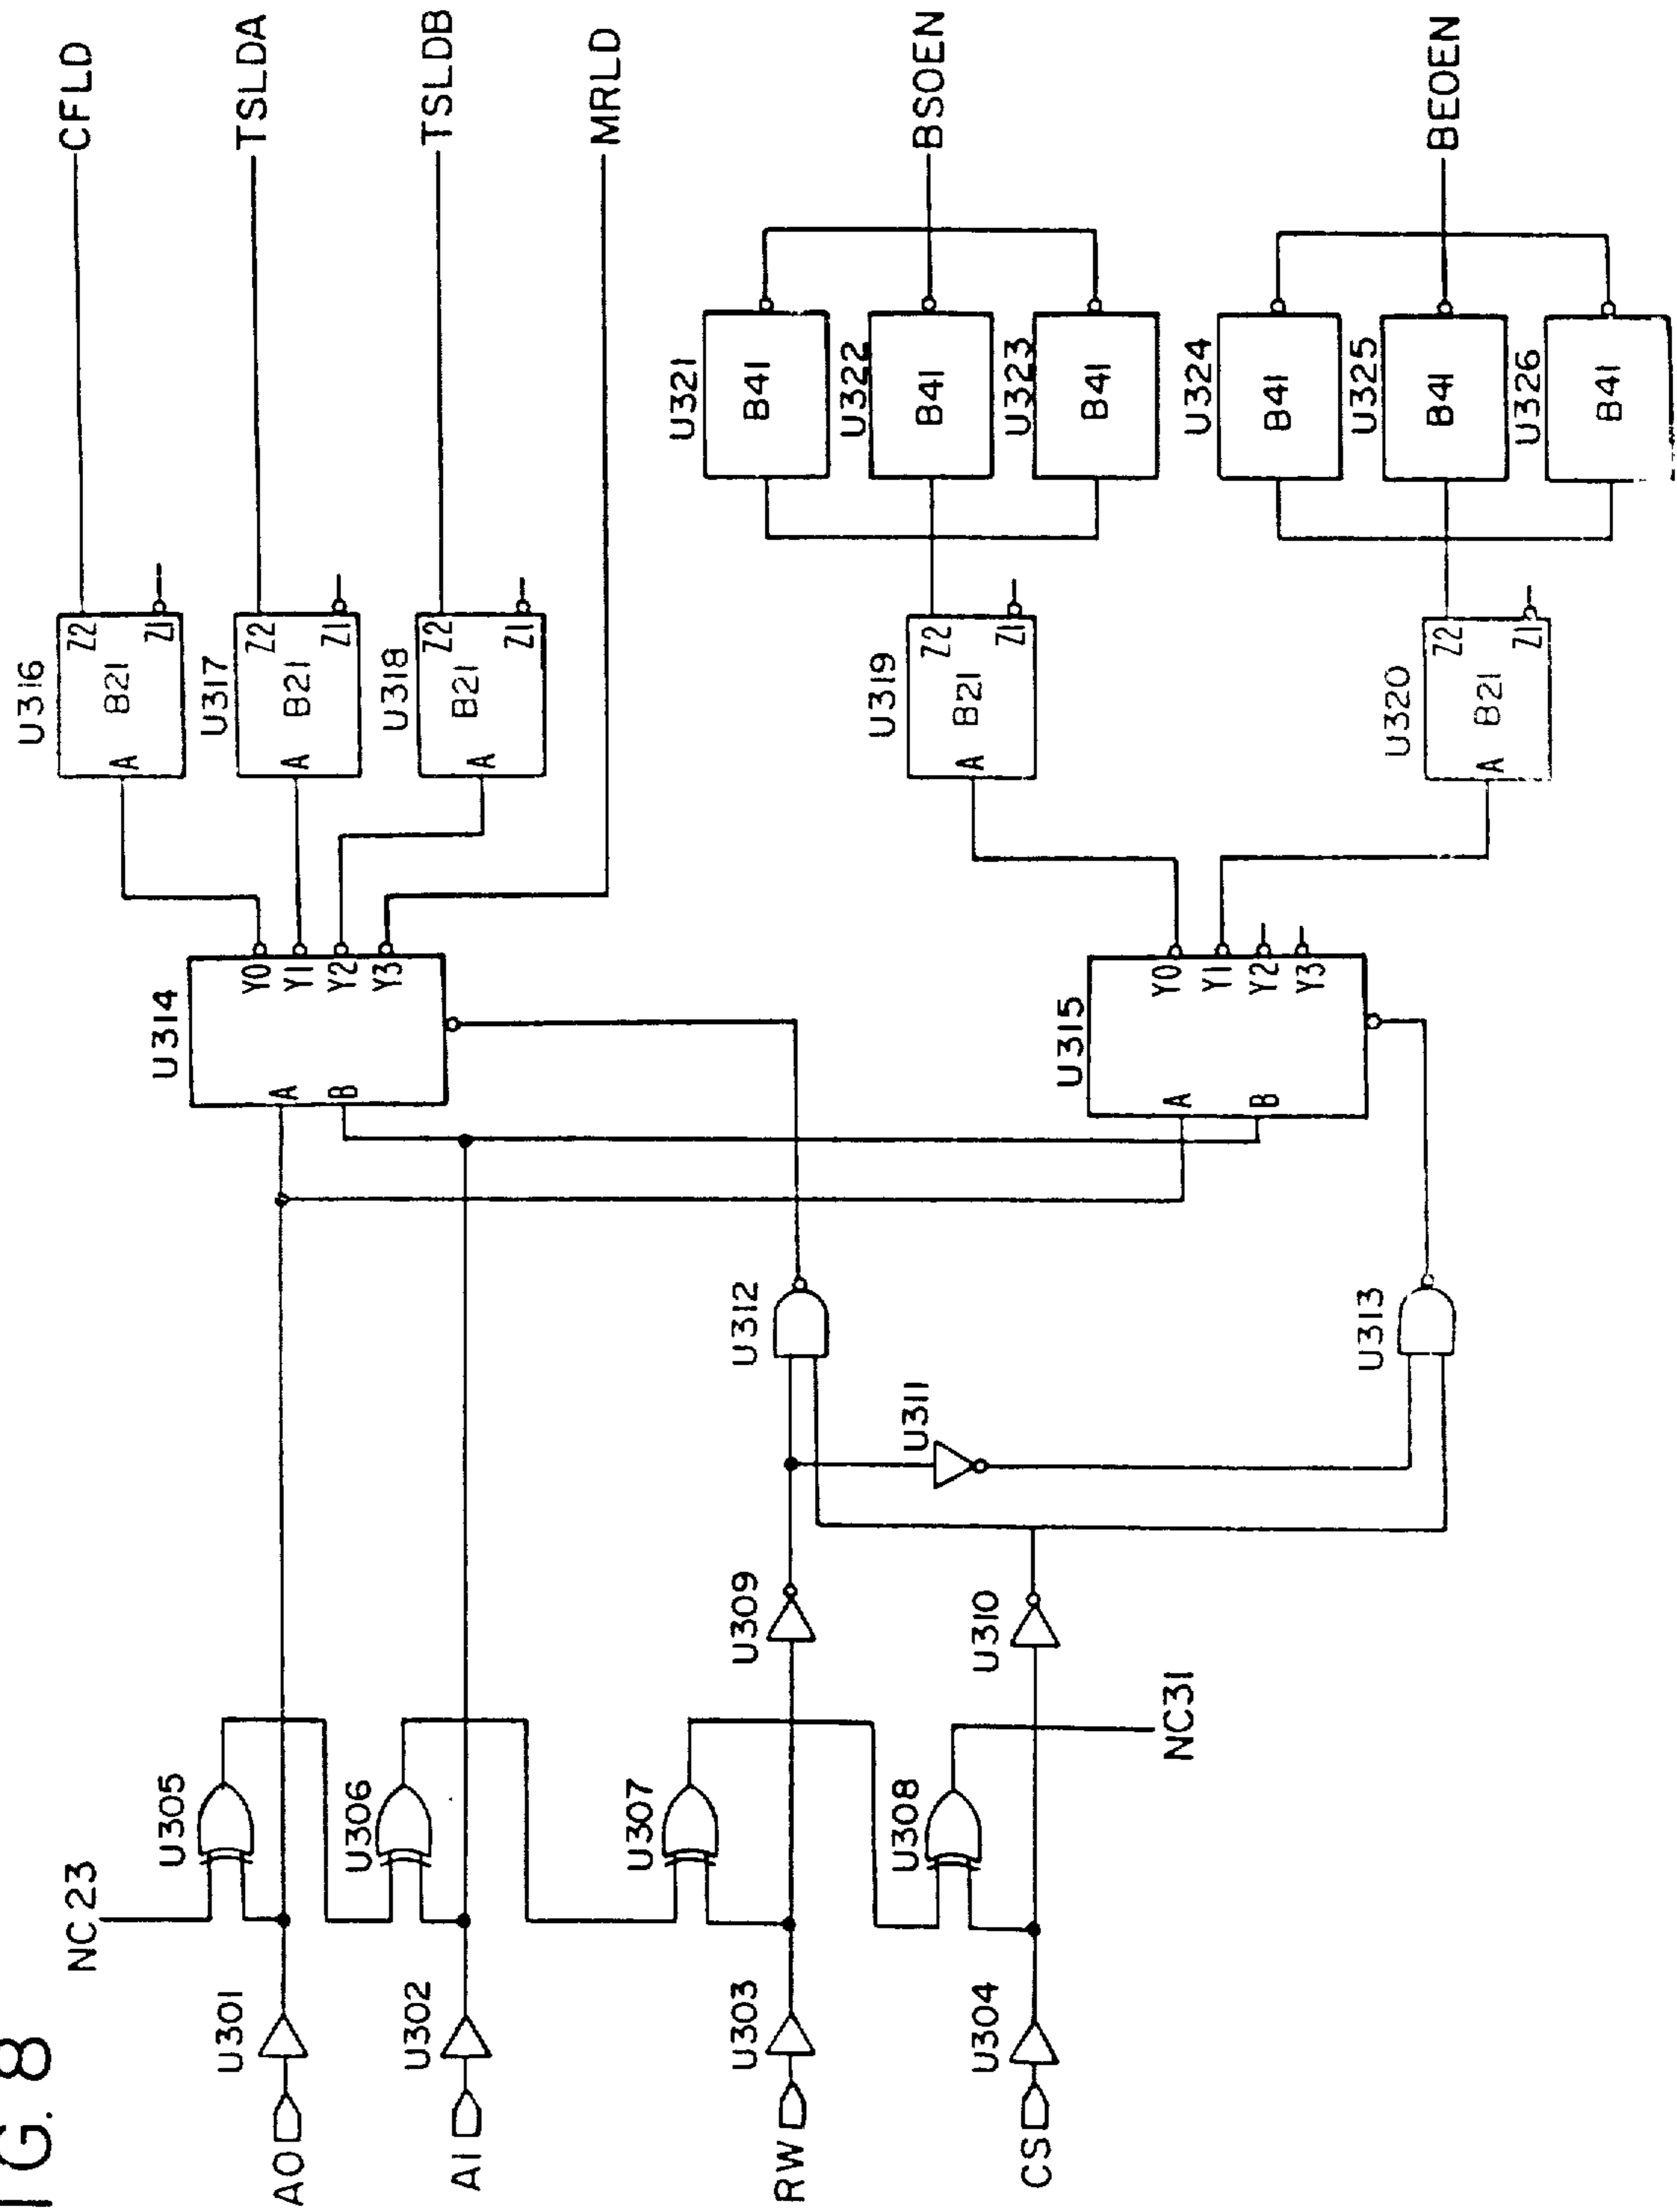 FIG. 8
NC23
A0
U301
U305
A1
U302
U306
RW
U303
U307
U309
CS
U304
U308
U310
NC31
U311
U312
U313
U314
A
B
Y0
Y1
Y2
Y3
U315
A
B
Y0
Y1
Y2
Y3
U316
A
B21
Z2
Z1
CFLD
U317
A
B21
Z2
Z1
TSLDA
U318
A
B21
Z2
Z1
TSLDB
MRLD
U319
A
B21
Z2
Z1
U321
B41
U322
B41
U323
B41
BSOEN
U320
A
B21
Z2
Z1
U324
B41
U325
B41
U326
B41
BEOEN